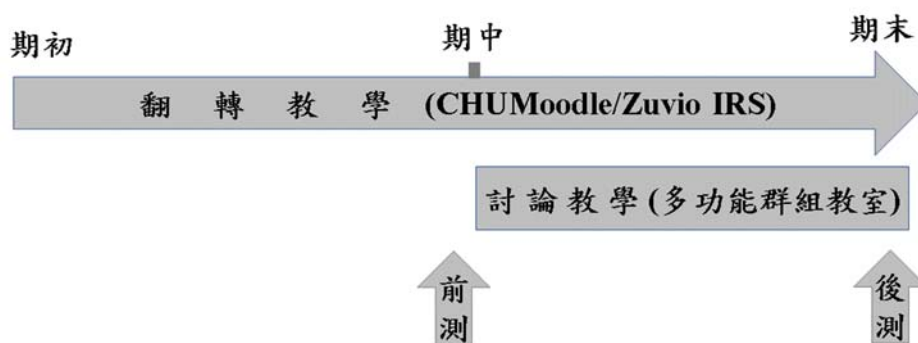 期初
期中
期末
翻轉教學 (CHUMoodle/Zuvio IRS)
討論教學 (多功能群組教室)
前測
後測